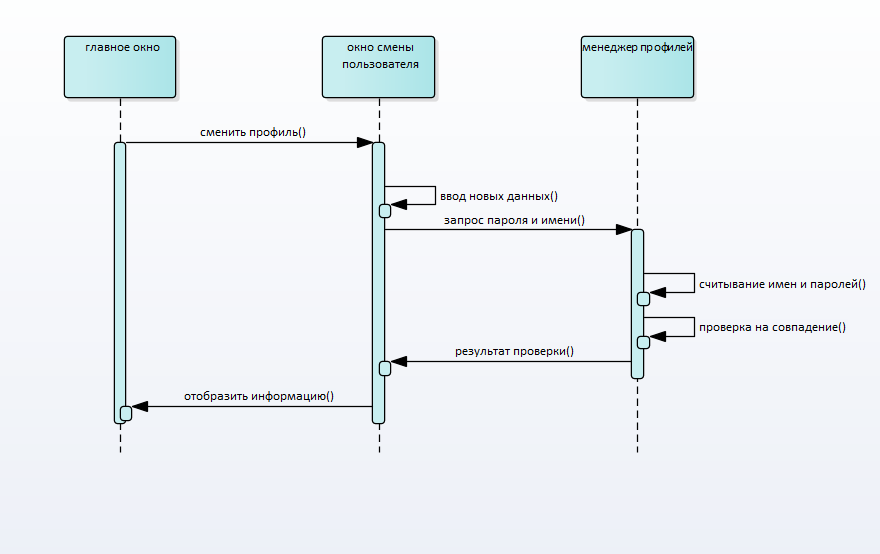 главное окно
окно смены
пользователя
менеджер профилей
сменить профиль()
ввод новых данных()
запрос пароля и имени()
считывание имен и паролей()
проверка на совпадение()
результат проверки()
отобразить информацию()